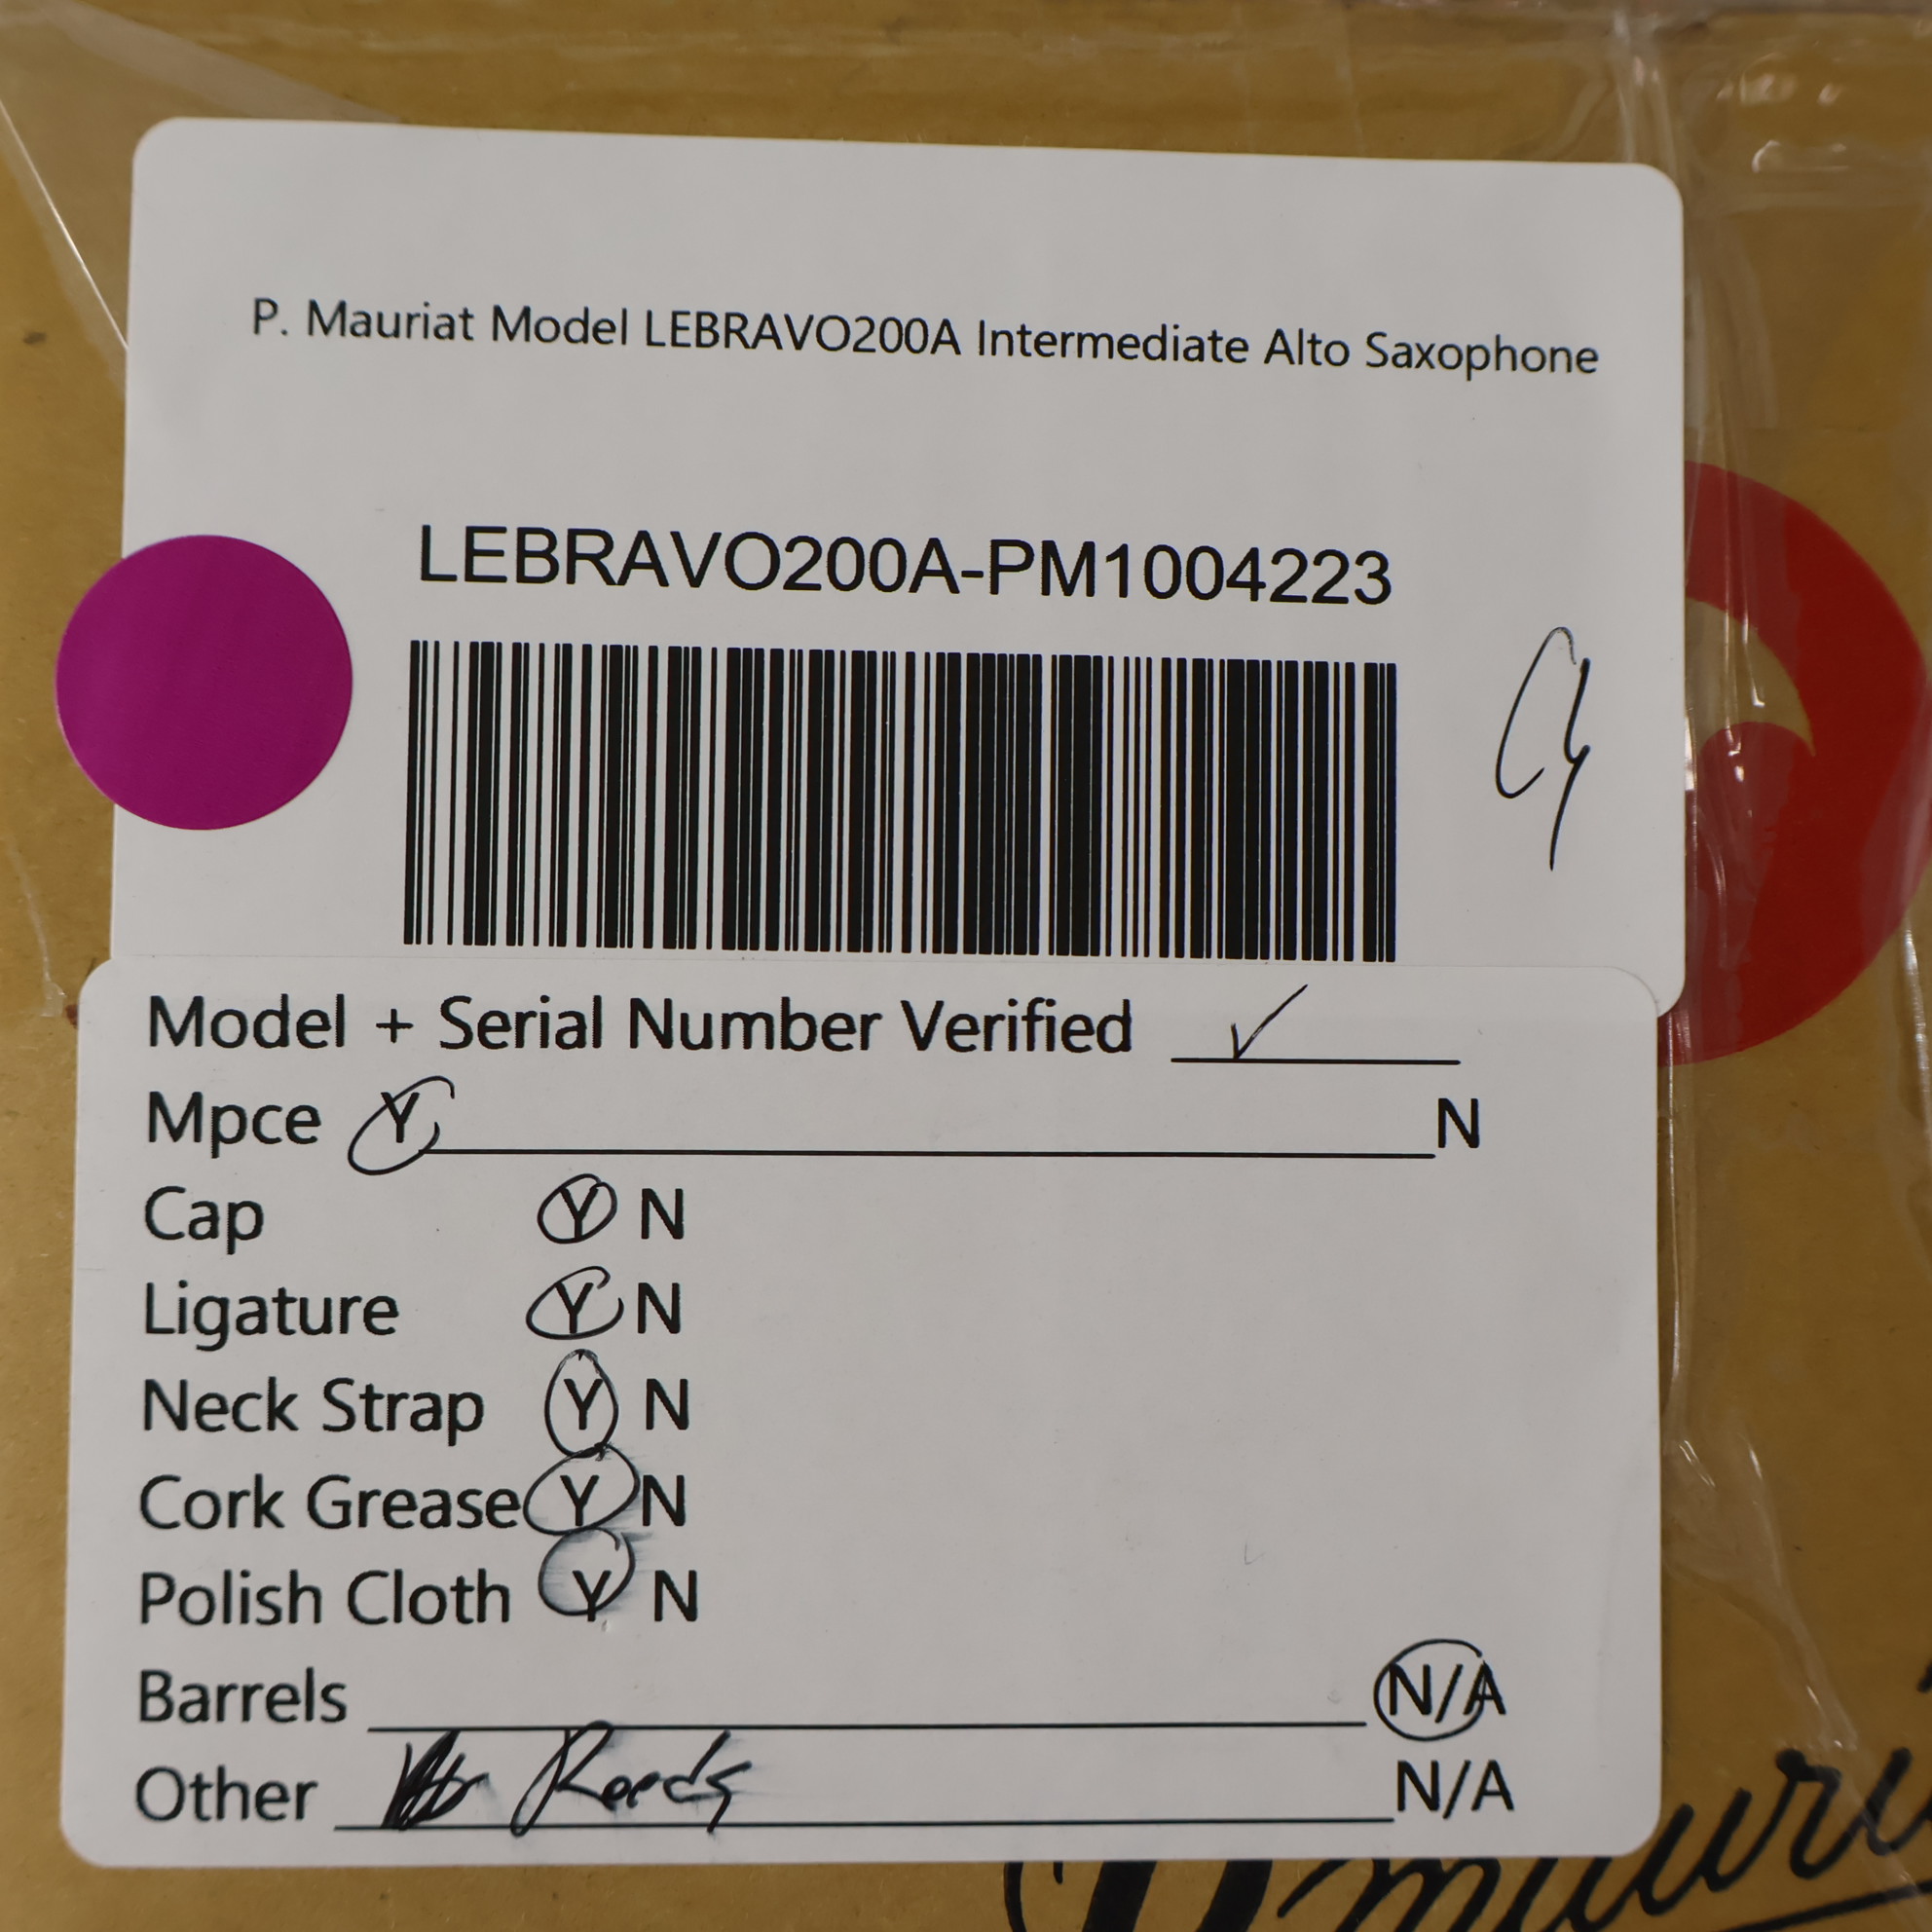 P. Mauriat Model LEBRAVO200A Intermediate Alto Saxophone
LEBRAVO200A-PM1004223
Model + Serial Number Verified ✓
Mpce Y N
Cap Y N
Ligature Y N
Neck Strap Y N
Cork Grease Y N
Polish Cloth Y N
Barrels N/A
Other Reeds N/A